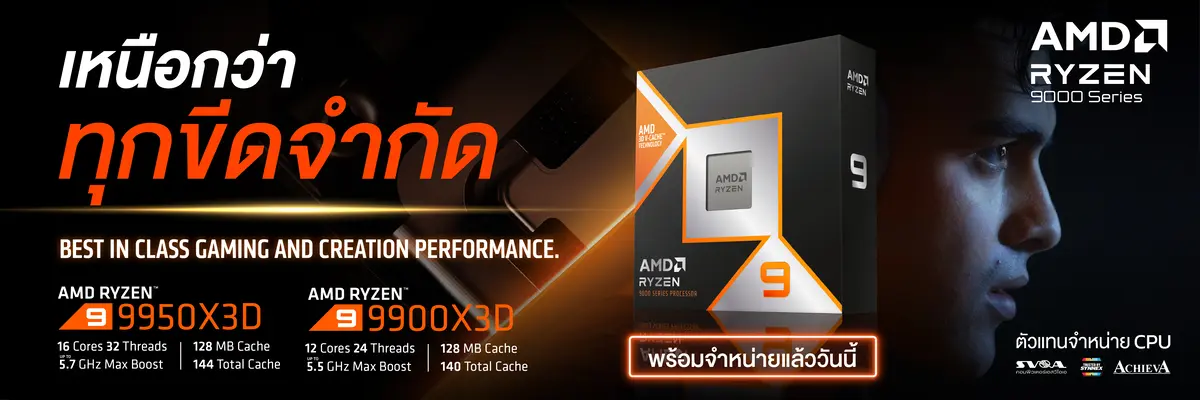 เหนือกว่า
ทุกขีดจำกัด
BEST IN CLASS GAMING AND CREATION PERFORMANCE.
AMD RYZEN™
9 9950X3D
16 Cores 32 Threads
UP TO
5.7 GHz Max Boost
128 MB Cache
144 Total Cache
AMD RYZEN™
9 9900X3D
12 Cores 24 Threads
UP TO
5.5 GHz Max Boost
128 MB Cache
140 Total Cache
AMD
3D V-CACHE™
TECHNOLOGY
AMD
RYZEN
AMD
RYZEN
9000 SERIES PROCESSOR
9
AMD
RYZEN
9
พร้อมจำหน่ายแล้ววันนี้
AMD
RYZEN
9000 Series
ตัวแทนจำหน่าย CPU
SVOA
SYNNEX
ACHIEVA